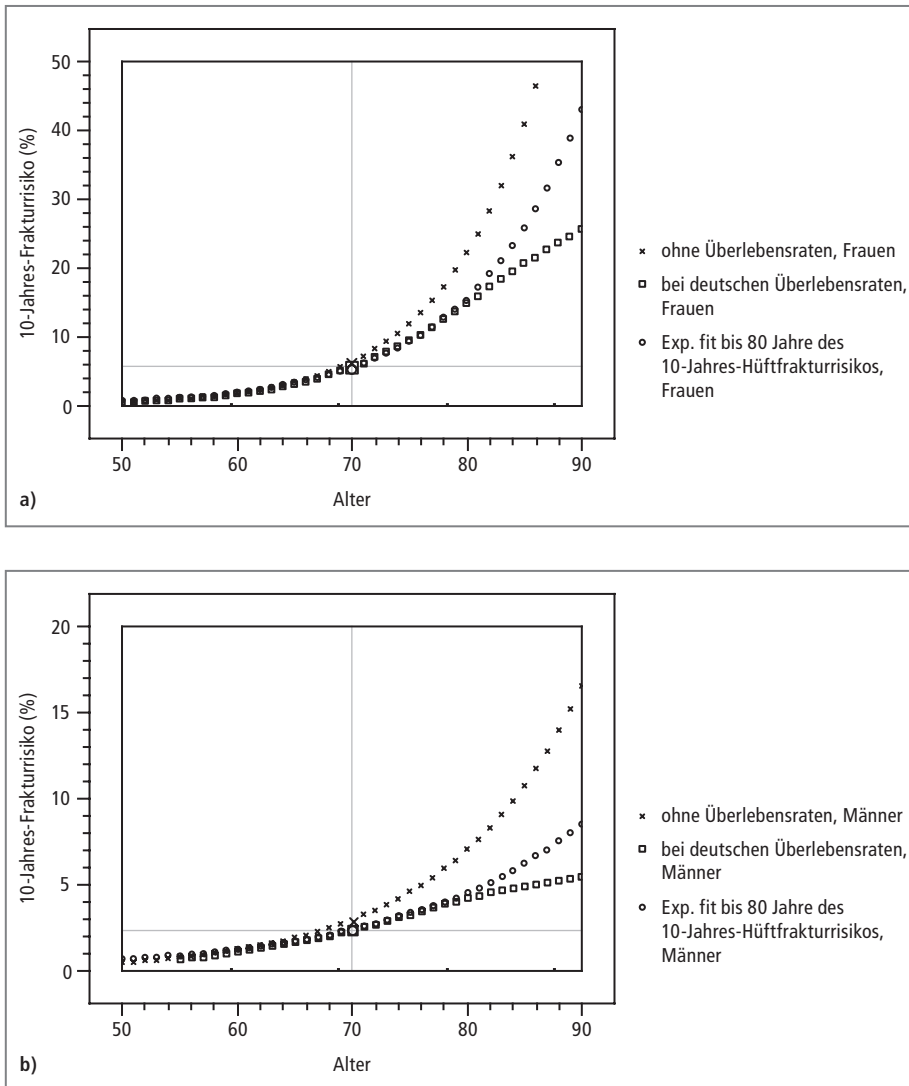 50
40
30
20
10
0
10-Jahres-Frakturrisiko (%)
50 60 70 80 90
Alter
a)
× ohne Überlebensraten, Frauen
bei deutschen Überlebensraten,
Frauen
Exp. fit bis 80 Jahre des
10-Jahres-Hüftfrakturrisikos,
Frauen
20
15
10
5
0
10-Jahres-Frakturrisiko (%)
50 60 70 80 90
Alter
b)
× ohne Überlebensraten, Männer
bei deutschen Überlebensraten,
Männer
Exp. fit bis 80 Jahre des
10-Jahres-Hüftfrakturrisikos,
Männer